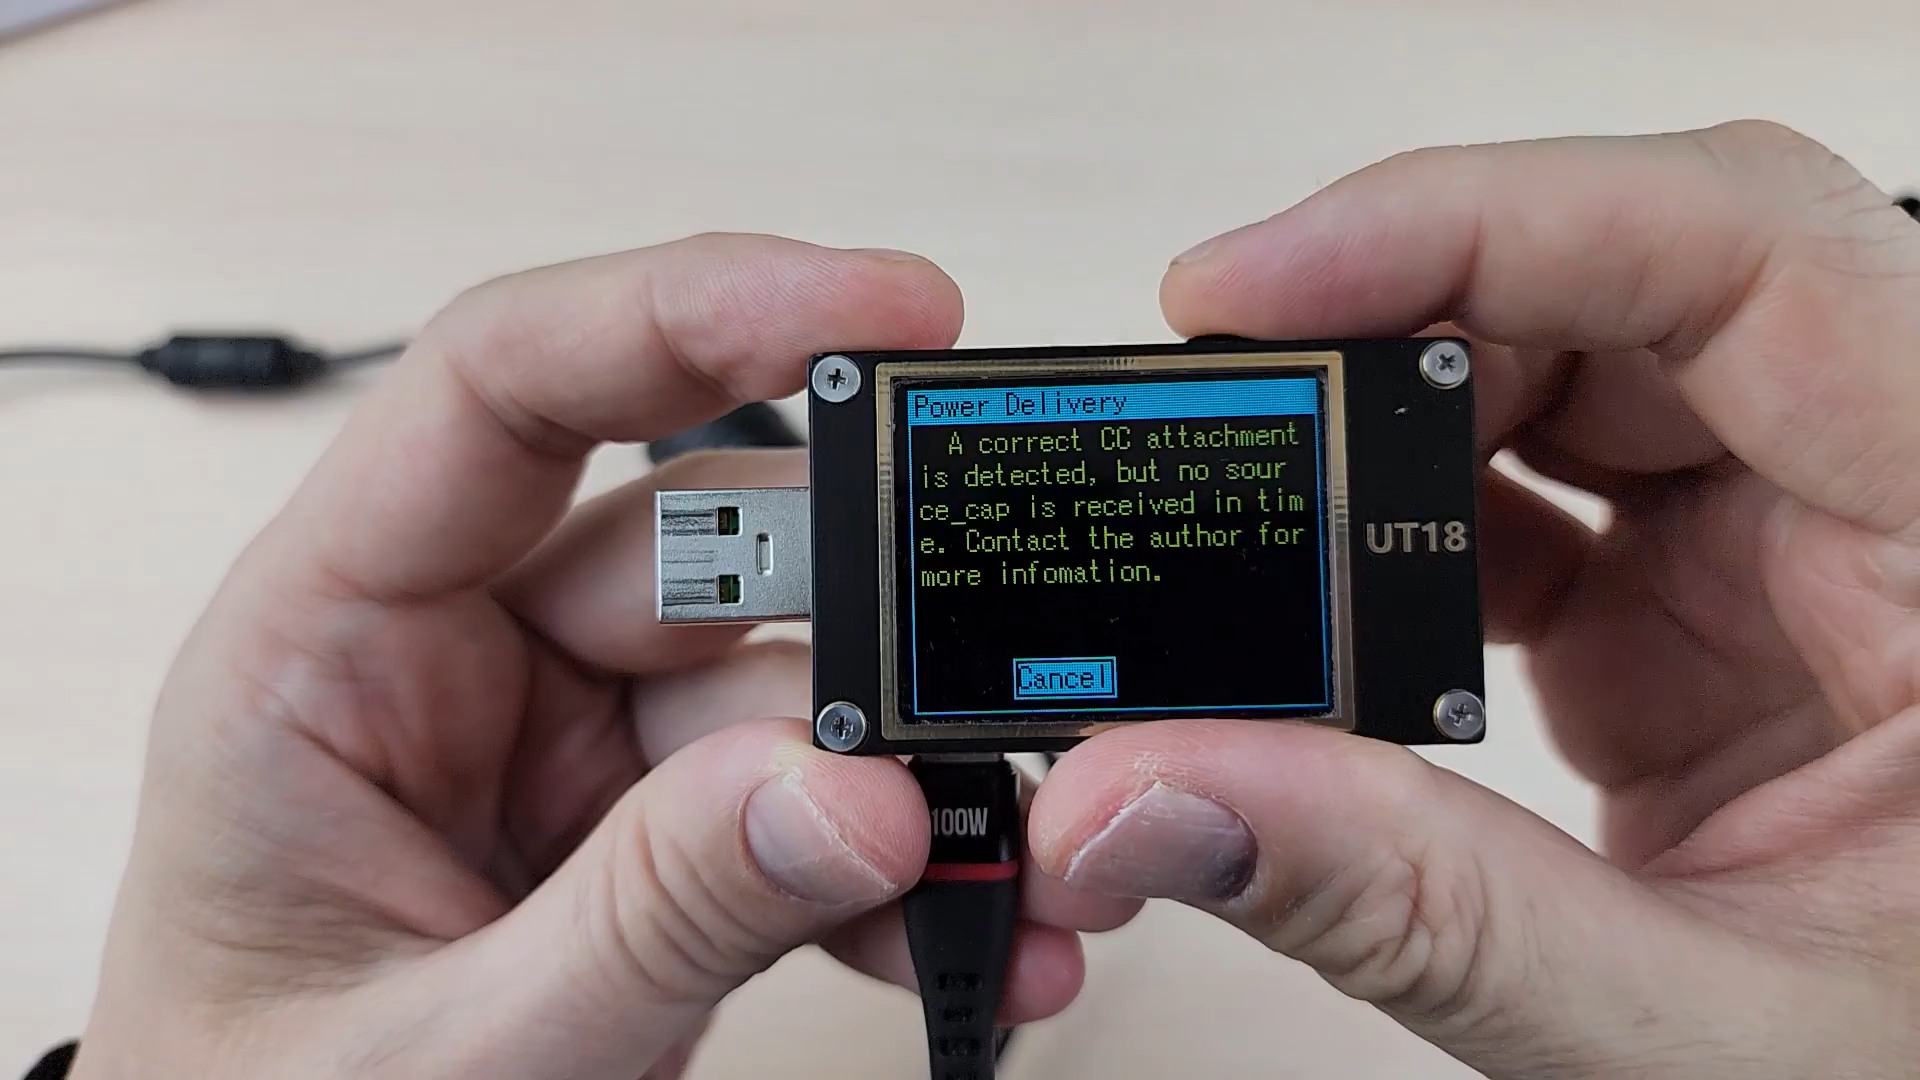 Power Delivery
A correct CC attachment
is detected, but no sour
ce_cap is received in tim
e. Contact the author for
more infomation.
Cancel
UT18
100W